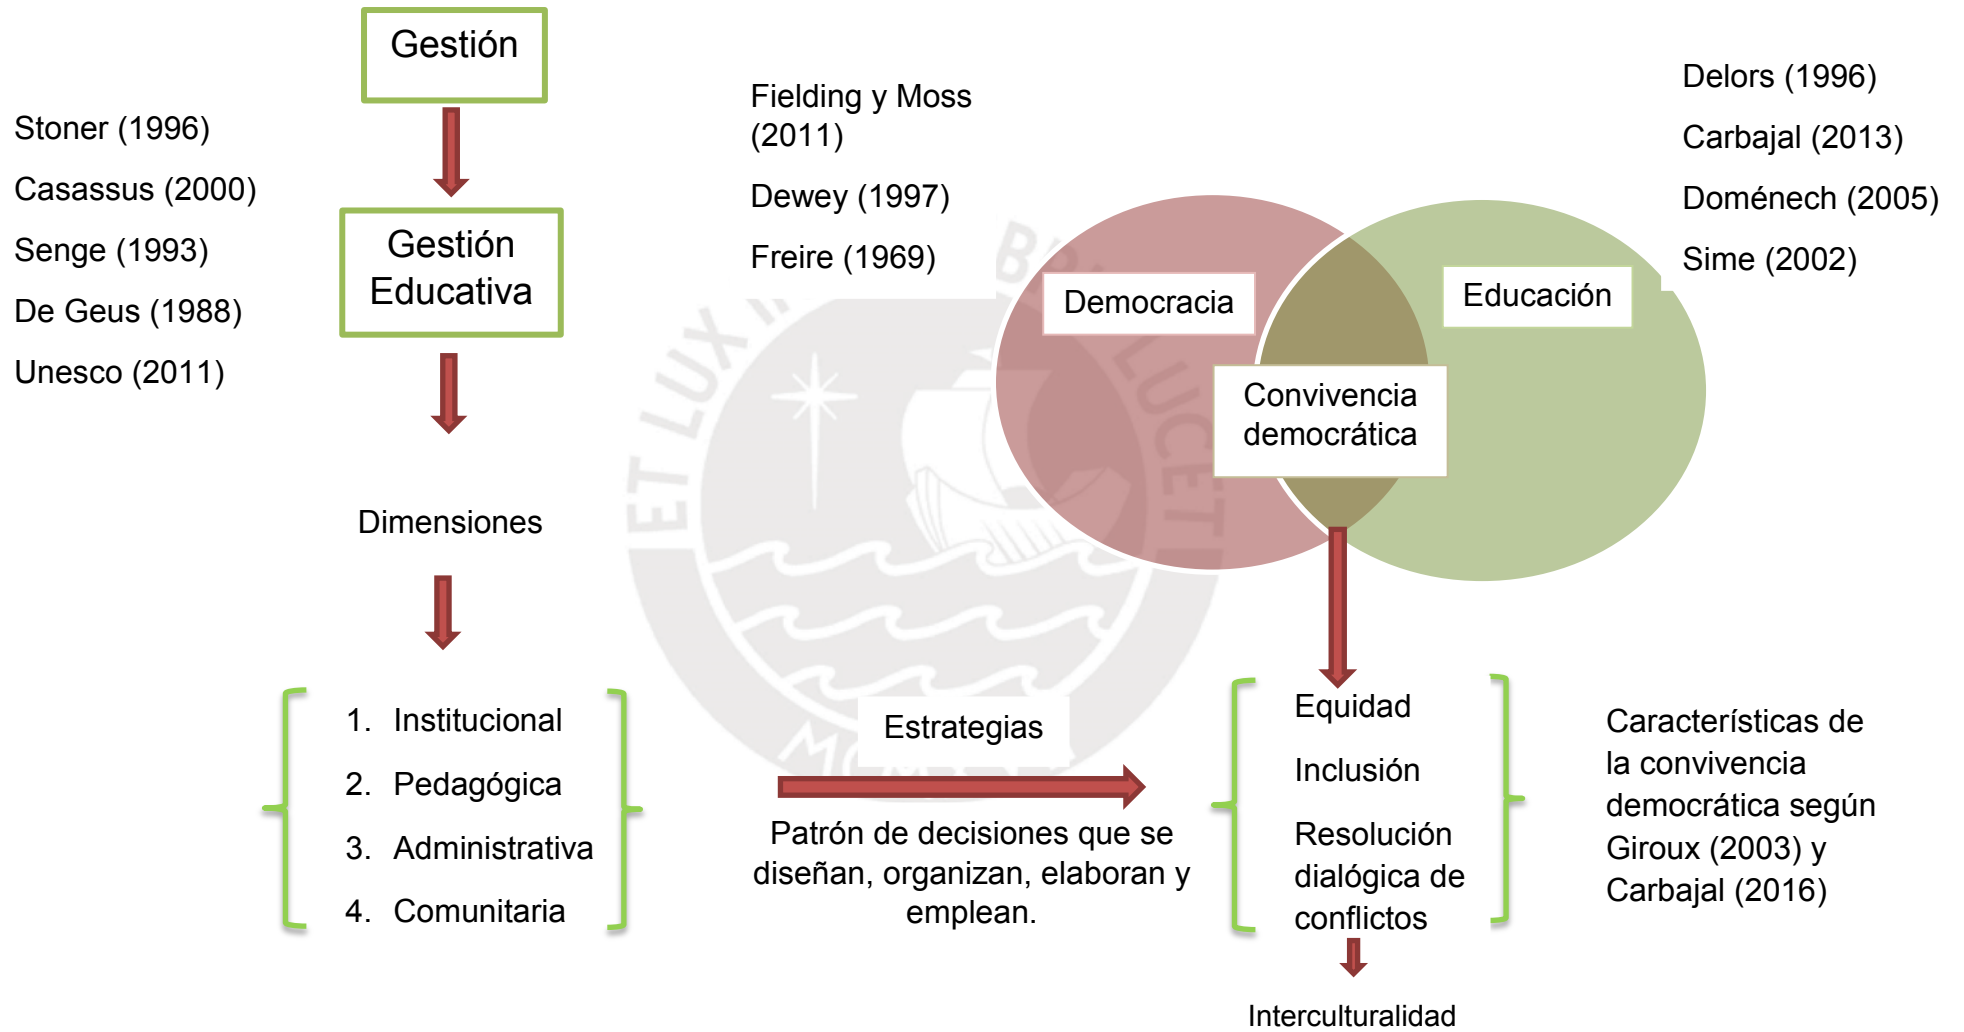 Gestión
Stoner (1996)
Casassus (2000)
Senge (1993)
De Geus (1988)
Unesco (2011)
Gestión
Educativa
Dimensiones
1. Institucional
2. Pedagógica
3. Administrativa
4. Comunitaria
Fielding y Moss
(2011)
Dewey (1997)
Freire (1969)
Delors (1996)
Carbajal (2013)
Doménech (2005)
Sime (2002)
Democracia
Educación
Convivencia
democrática
Estrategias
Patrón de decisiones que se
diseñan, organizan, elaboran y
emplean.
Equidad
Inclusión
Resolución
dialógica de
conflictos
Interculturalidad
Características de
la convivencia
democrática según
Giroux (2003) y
Carbajal (2016)
ET LUX
LUCET